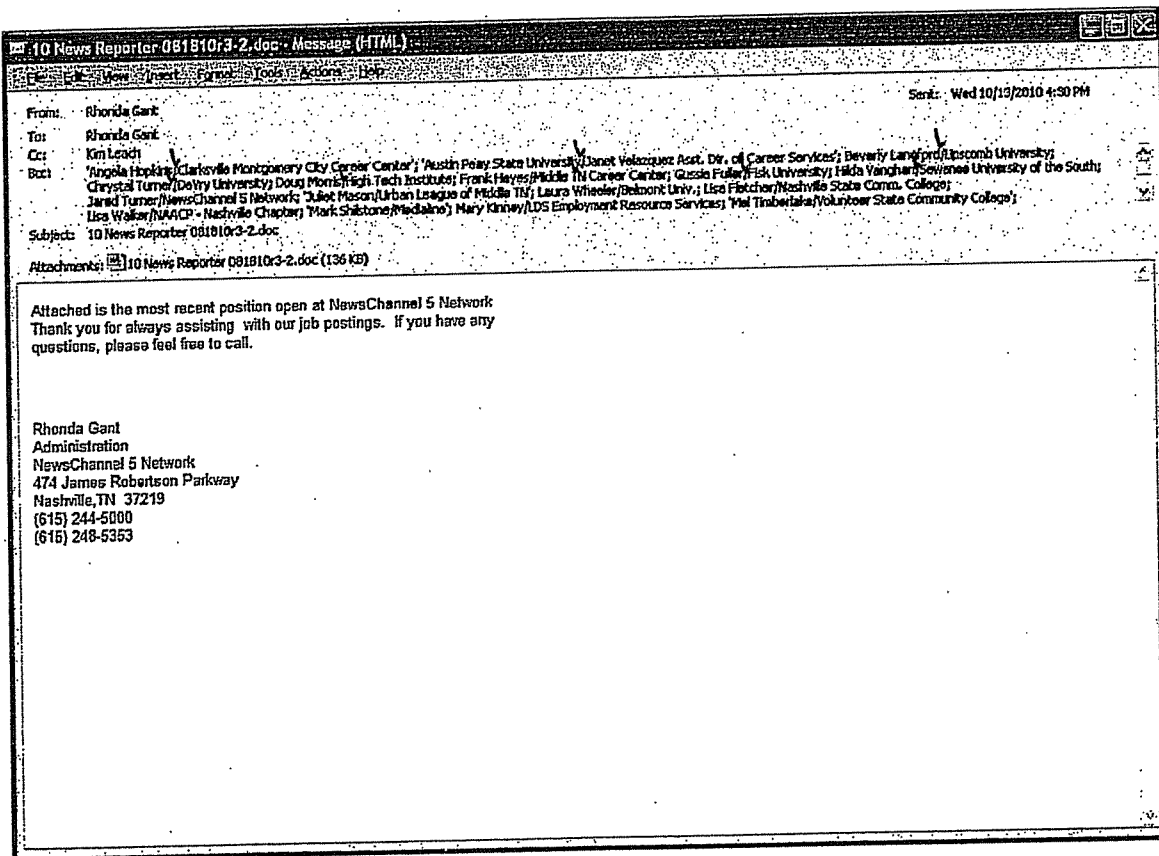 10 News Reporter 081810r3-2.doc - Message (HTML)
File Edit View Insert Format Tools Actions Help
Sent: Wed 10/13/2010 4:30 PM
From: Rhonda Gant
To: Rhonda Gant
Cc: Kim Leach
Bcc: 'Angela Hopkins/Clarksville Montgomery City Career Center'; 'Austin Peay State University/Janet Velazquez Asst. Dir. of Career Services'; Beverly Langford/Lipscomb University;
Chrystal Turner/DeVry University; Doug Morris/High Tech Institute; Frank Hayes/Middle TN Career Center; 'Gussie Fuller/Fisk University; Hilda Vanghan/Sewanee University of the South;
Jared Turner/NewsChannel 5 Network; 'Juliet Mason/Urban League of Middle TN'; Laura Wheeler/Belmont Univ.; Lisa Fletcher/Nashville State Comm. College;
Lisa Walker/NAACP - Nashville Chapter; 'Mark Shilstone/Medialine'; Mary Kinney/LDS Employment Resource Services; 'Mel Timberlake/Volunteer State Community College';
Subject: 10 News Reporter 081810r3-2.doc
Attachments: 10 News Reporter 081810r3-2.doc (136 KB)
Attached is the most recent position open at NewsChannel 5 Network
Thank you for always assisting with our job postings. If you have any
questions, please feel free to call.
Rhonda Gant
Administration
NewsChannel 5 Network
474 James Robertson Parkway
Nashville,TN 37219
(615) 244-5000
(615) 248-5353